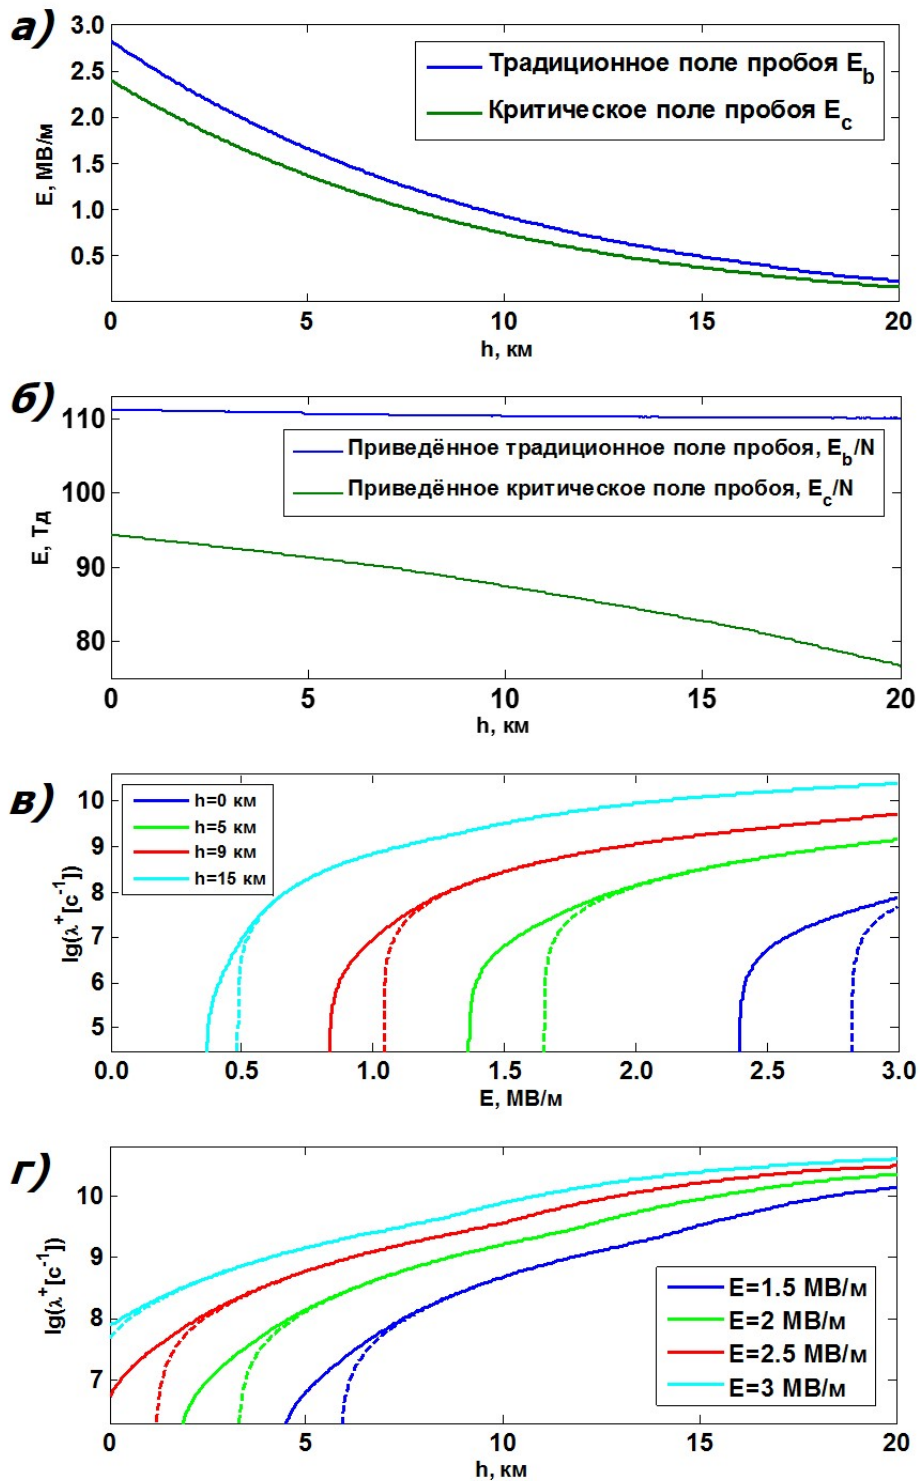 а)
3.0
2.5
2.0
1.5
1.0
0.5
E, МВ/м
Традиционное поле пробоя E_b
Критическое поле пробоя E_c
0 5 10 15 20
h, км
б)
110
100
90
80
E, Тд
Приведённое традиционное поле пробоя, E_b/N
Приведённое критическое поле пробоя, E_c/N
0 5 10 15 20
h, км
в)
10
9
8
7
6
5
lg(λ⁺[c⁻¹])
h=0 км
h=5 км
h=9 км
h=15 км
0.0 0.5 1.0 1.5 2.0 2.5 3.0
E, МВ/м
г)
10
9
8
7
lg(λ⁺[c⁻¹])
E=1.5 МВ/м
E=2 МВ/м
E=2.5 МВ/м
E=3 МВ/м
0 5 10 15 20
h, км